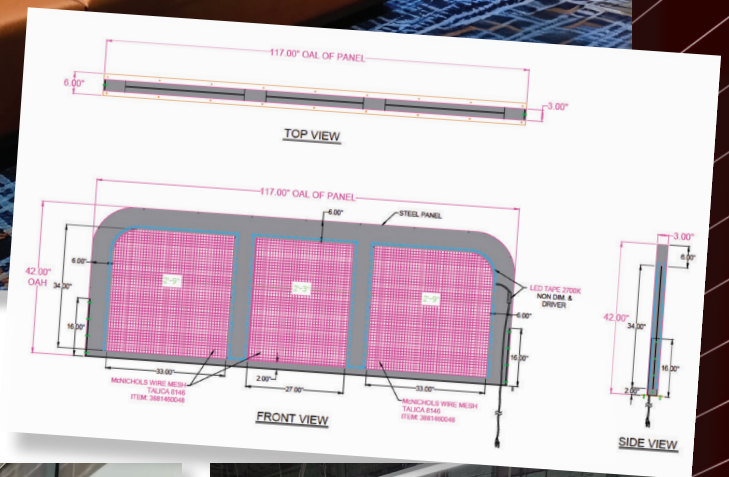 117.00" OAL OF PANEL
6.00"
3.00"
TOP VIEW
117.00" OAL OF PANEL
6.00"
STEEL PANEL
3.00"
6.00"
42.00"
OAH
6.00"
34.00"
2'-9"
2'-3"
2'-9"
LED TAPE 2700K
NON DIM. &
DRIVER
42.00"
34.00"
16.00"
6.00"
16.00"
16.00"
33.00"
2.00"
27.00"
33.00"
2.00"
McNICHOLS WIRE MESH
TALICA 8146
ITEM: 3881460048
McNICHOLS WIRE MESH
TALICA 8146
ITEM: 3881460048
FRONT VIEW
SIDE VIEW